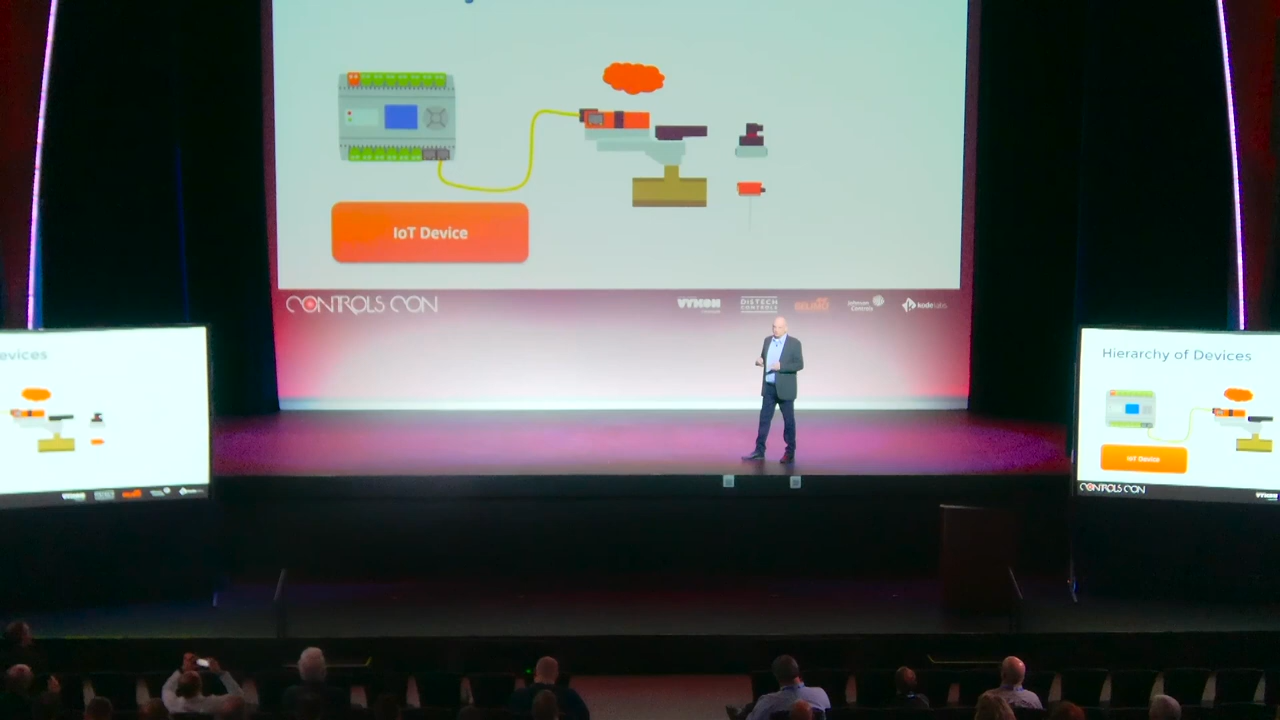 IoT Device
CONTROLS CON
VYKON
DISTECH
CONTROLS
BELIMO
Johnson
Controls
kodelabs
evices
Hierarchy of Devices
IoT Device
CONTROLS CON
VYKON